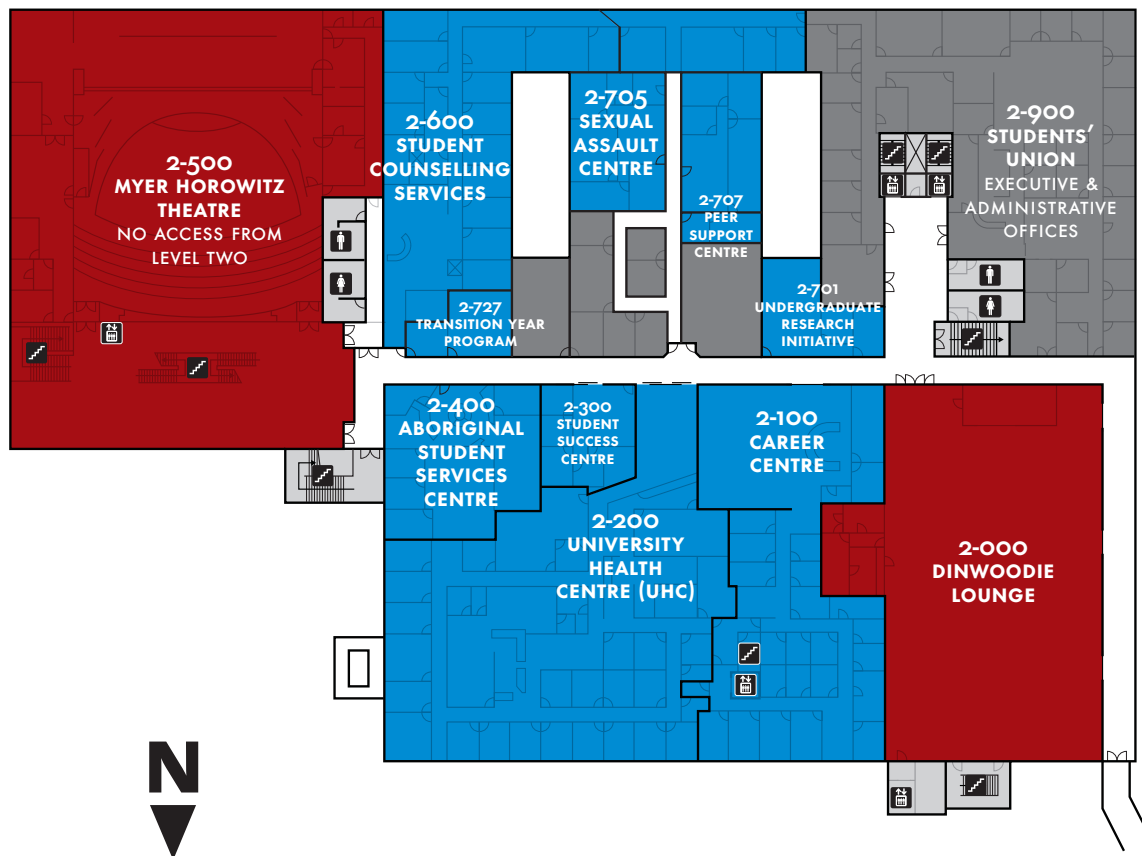 2-500
MYER HOROWITZ
THEATRE
NO ACCESS FROM
LEVEL TWO
2-600
STUDENT
COUNSELLING
SERVICES
2-705
SEXUAL
ASSAULT
CENTRE
2-707
PEER
SUPPORT
CENTRE
2-900
STUDENTS'
UNION
EXECUTIVE &
ADMINISTRATIVE
OFFICES
2-727
TRANSITION YEAR
PROGRAM
2-701
UNDERGRADUATE
RESEARCH
INITIATIVE
2-400
ABORIGINAL
STUDENT
SERVICES
CENTRE
2-300
STUDENT
SUCCESS
CENTRE
2-100
CAREER
CENTRE
2-200
UNIVERSITY
HEALTH
CENTRE (UHC)
2-000
DINWOODIE
LOUNGE
N